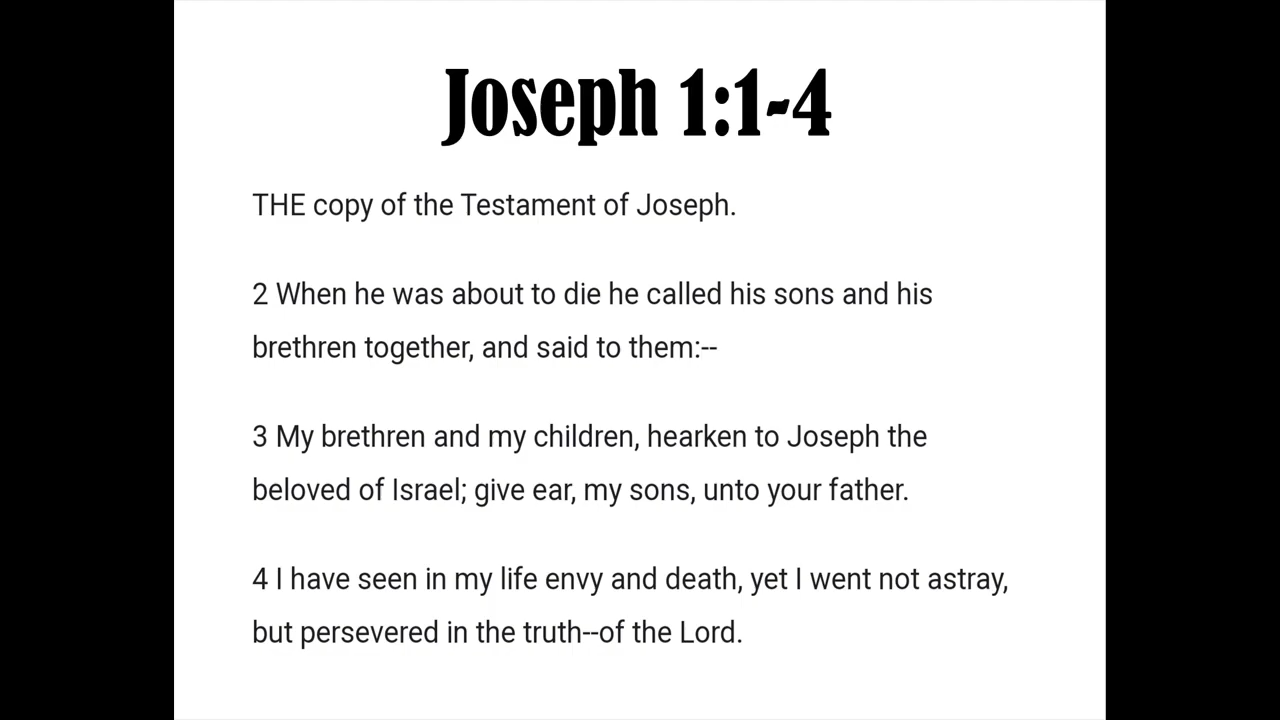 Joseph 1:1-4
THE copy of the Testament of Joseph.
2 When he was about to die he called his sons and his
brethren together, and said to them:--
3 My brethren and my children, hearken to Joseph the
beloved of Israel; give ear, my sons, unto your father.
4 I have seen in my life envy and death, yet I went not astray,
but persevered in the truth--of the Lord.